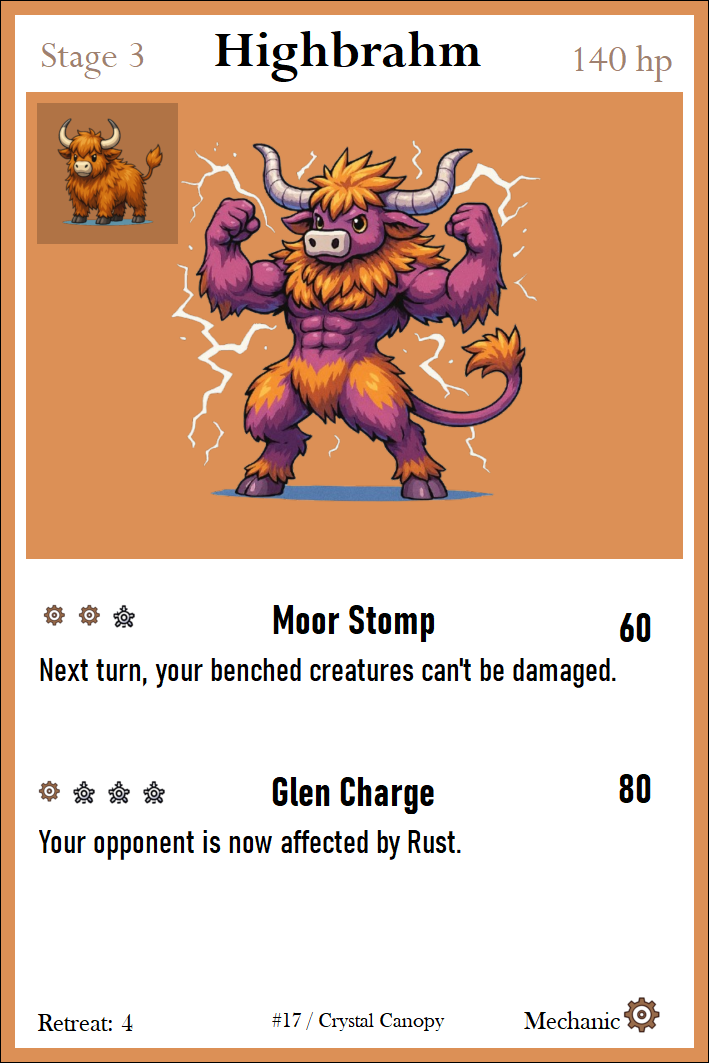 Stage 3
Highbrahm
140 hp
Moor Stomp
60
Next turn, your benched creatures can't be damaged.
Glen Charge
80
Your opponent is now affected by Rust.
Retreat: 4
#17 / Crystal Canopy
Mechanic